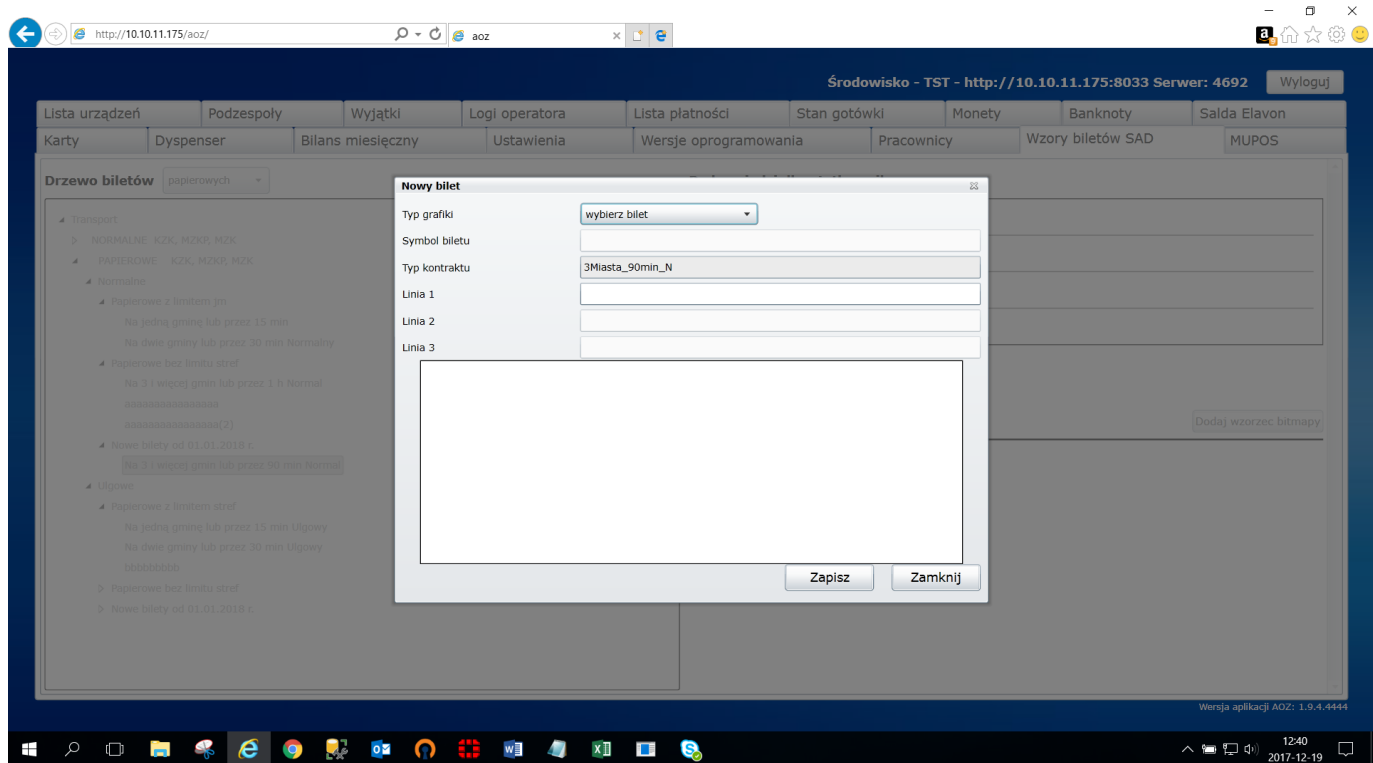 http://10.10.11.175/aoz/
aoz
Środowisko - TST - http://10.10.11.175:8033 Serwer: 4692
Wyloguj
Lista urządzeń Podzespoły Wyjątki Logi operatora Lista płatności Stan gotówki Monety Banknoty Salda Elavon
Karty Dyspenser Bilans miesięczny Ustawienia Wersje oprogramowania Pracownicy Wzory biletów SAD MUPOS
Drzewo biletów papierowych
Transport
NORMALNE KZK, MZKP, MZK
PAPIEROWE KZK, MZKP, MZK
Normalne
Papierowe z limitem jm
Na jedną gminę lub przez 15 min
Na dwie gminy lub przez 30 min Normalny
Papierowe bez limitu stref
Na 3 i więcej gmin lub przez 1 h Normal
Nowe bilety od 01.01.2018 r.
Na 3 i więcej gmin lub przez 90 min Normal
Ulgowe
Papierowe z limitem stref
Na jedną gminę lub przez 15 min Ulgowy
Na dwie gminy lub przez 30 min Ulgowy
Papierowe bez limitu stref
Nowe bilety od 01.01.2018 r.
Nowy bilet
Typ grafiki wybierz bilet
Symbol biletu
Typ kontraktu 3Miasta_90min_N
Linia 1
Linia 2
Linia 3
Zapisz Zamknij
Dodaj wzorzec bitmapy
Wersja aplikacji AOZ: 1.9.4.4444
12:40
2017-12-19